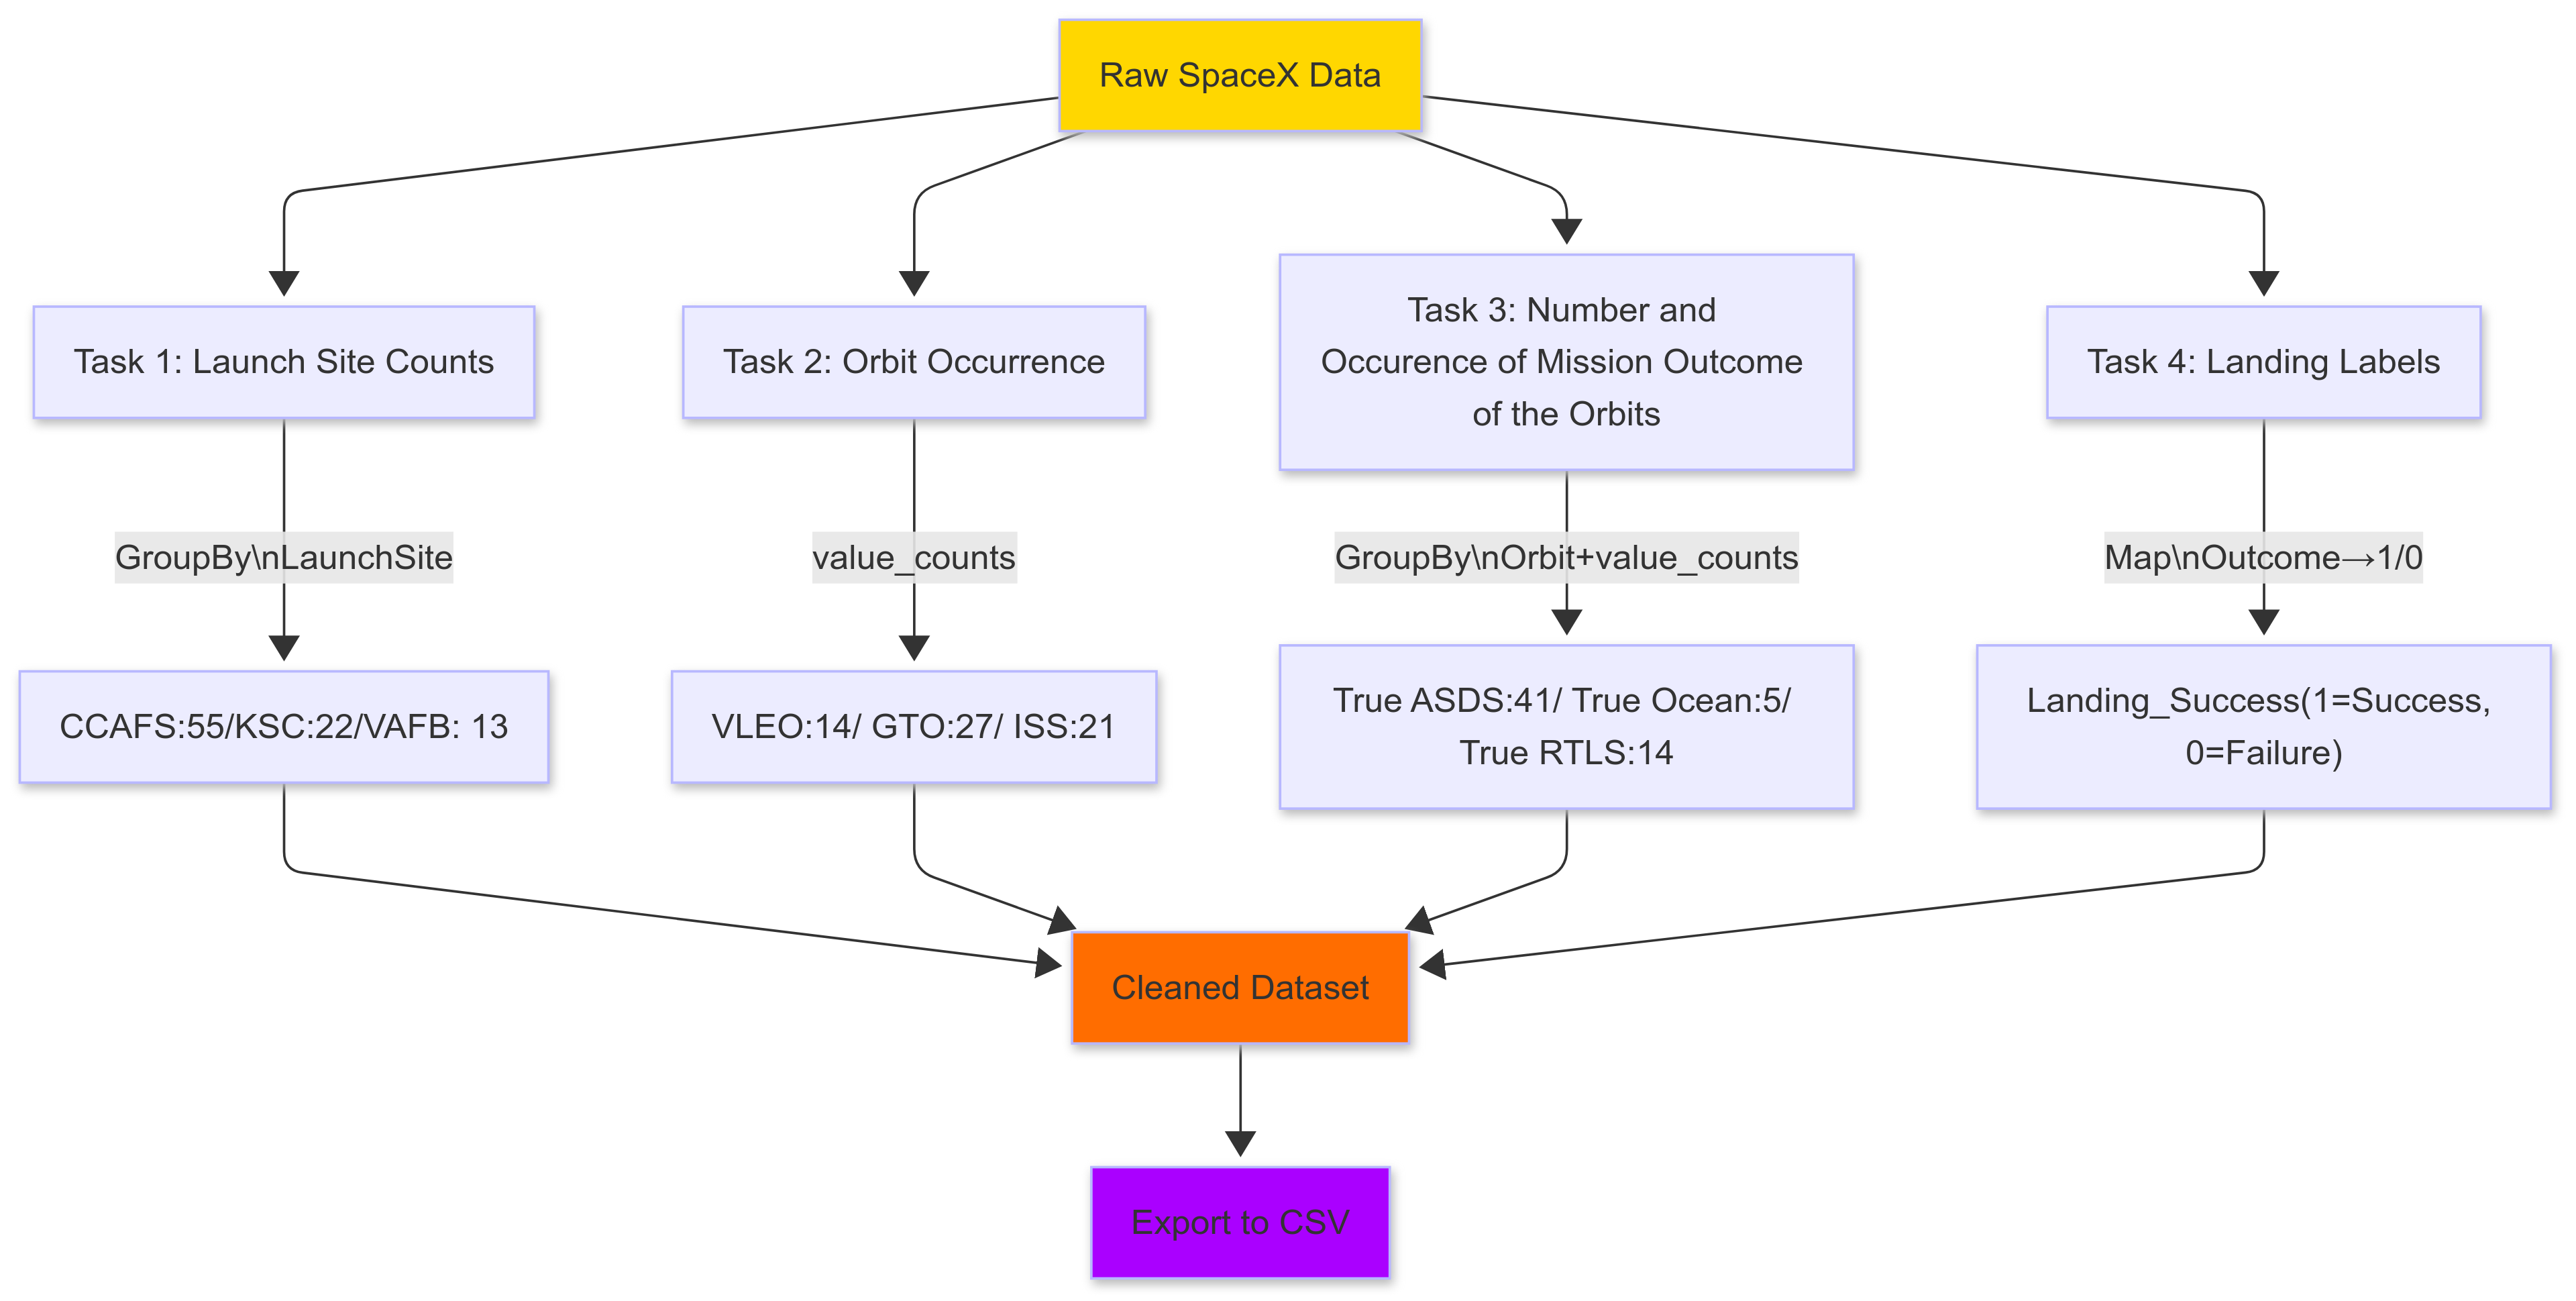 Raw SpaceX Data
Task 1: Launch Site Counts
Task 2: Orbit Occurrence
Task 3: Number and
Occurence of Mission Outcome
of the Orbits
Task 4: Landing Labels
GroupBy\nLaunchSite
value_counts
GroupBy\nOrbit+value_counts
Map\nOutcome→1/0
CCAFS:55/KSC:22/VAFB: 13
VLEO:14/ GTO:27/ ISS:21
True ASDS:41/ True Ocean:5/
True RTLS:14
Landing_Success(1=Success,
0=Failure)
Cleaned Dataset
Export to CSV